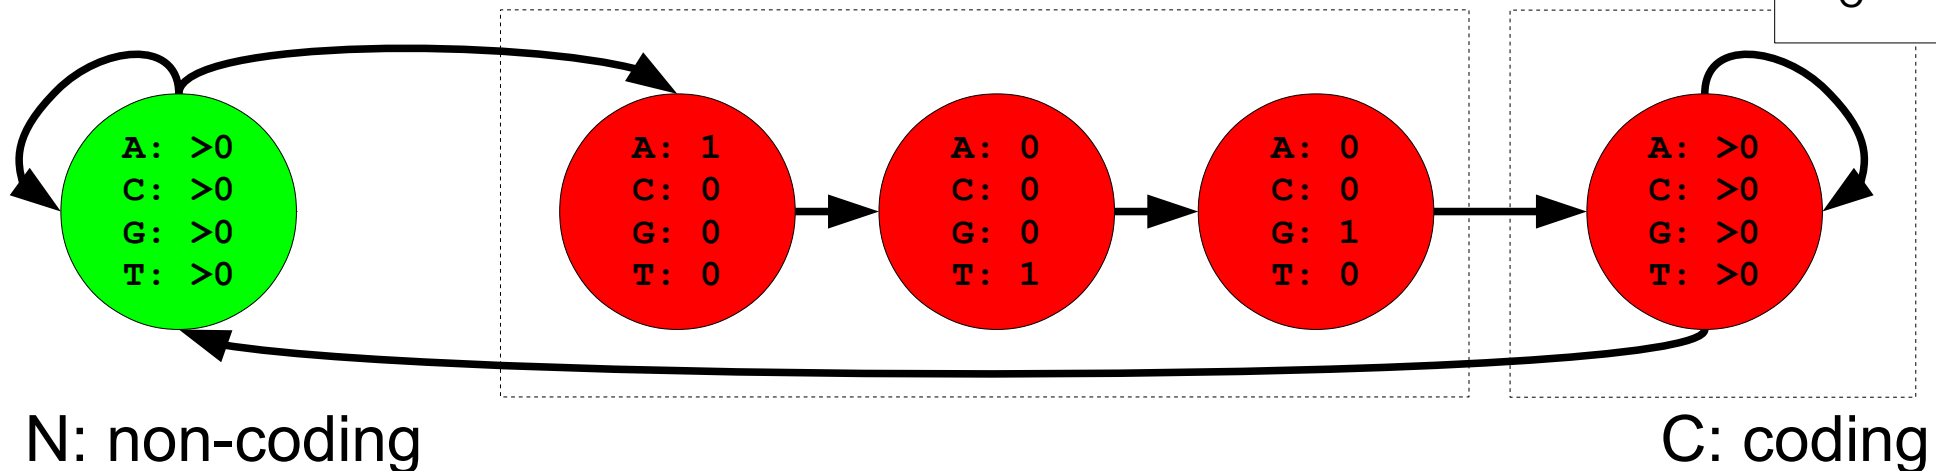 A: >0
C: >0
G: >0
T: >0
A: 1
C: 0
G: 0
T: 0
A: 0
C: 0
G: 0
T: 1
A: 0
C: 0
G: 1
T: 0
A: >0
C: >0
G: >0
T: >0
N: non-coding
C: coding